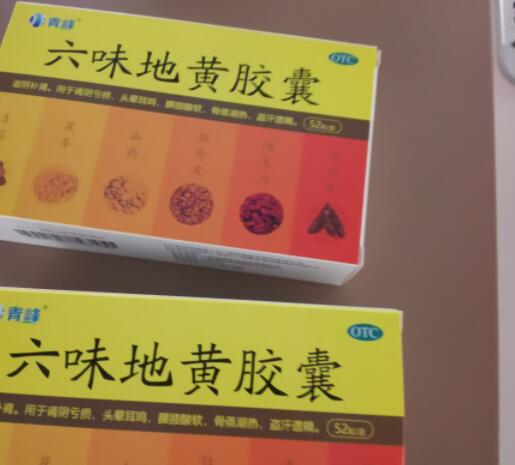 青峰®
OTC
六味地黄胶囊
滋阴补肾。用于肾阴亏损，头晕耳鸣，腰膝酸软，骨蒸潮热，盗汗遗精。
52粒/盒
茯苓
山药
牡丹皮
青峰®
OTC
六味地黄胶囊
补肾。用于肾阴亏损，头晕耳鸣，腰膝酸软，骨蒸潮热，盗汗遗精。
52粒/盒